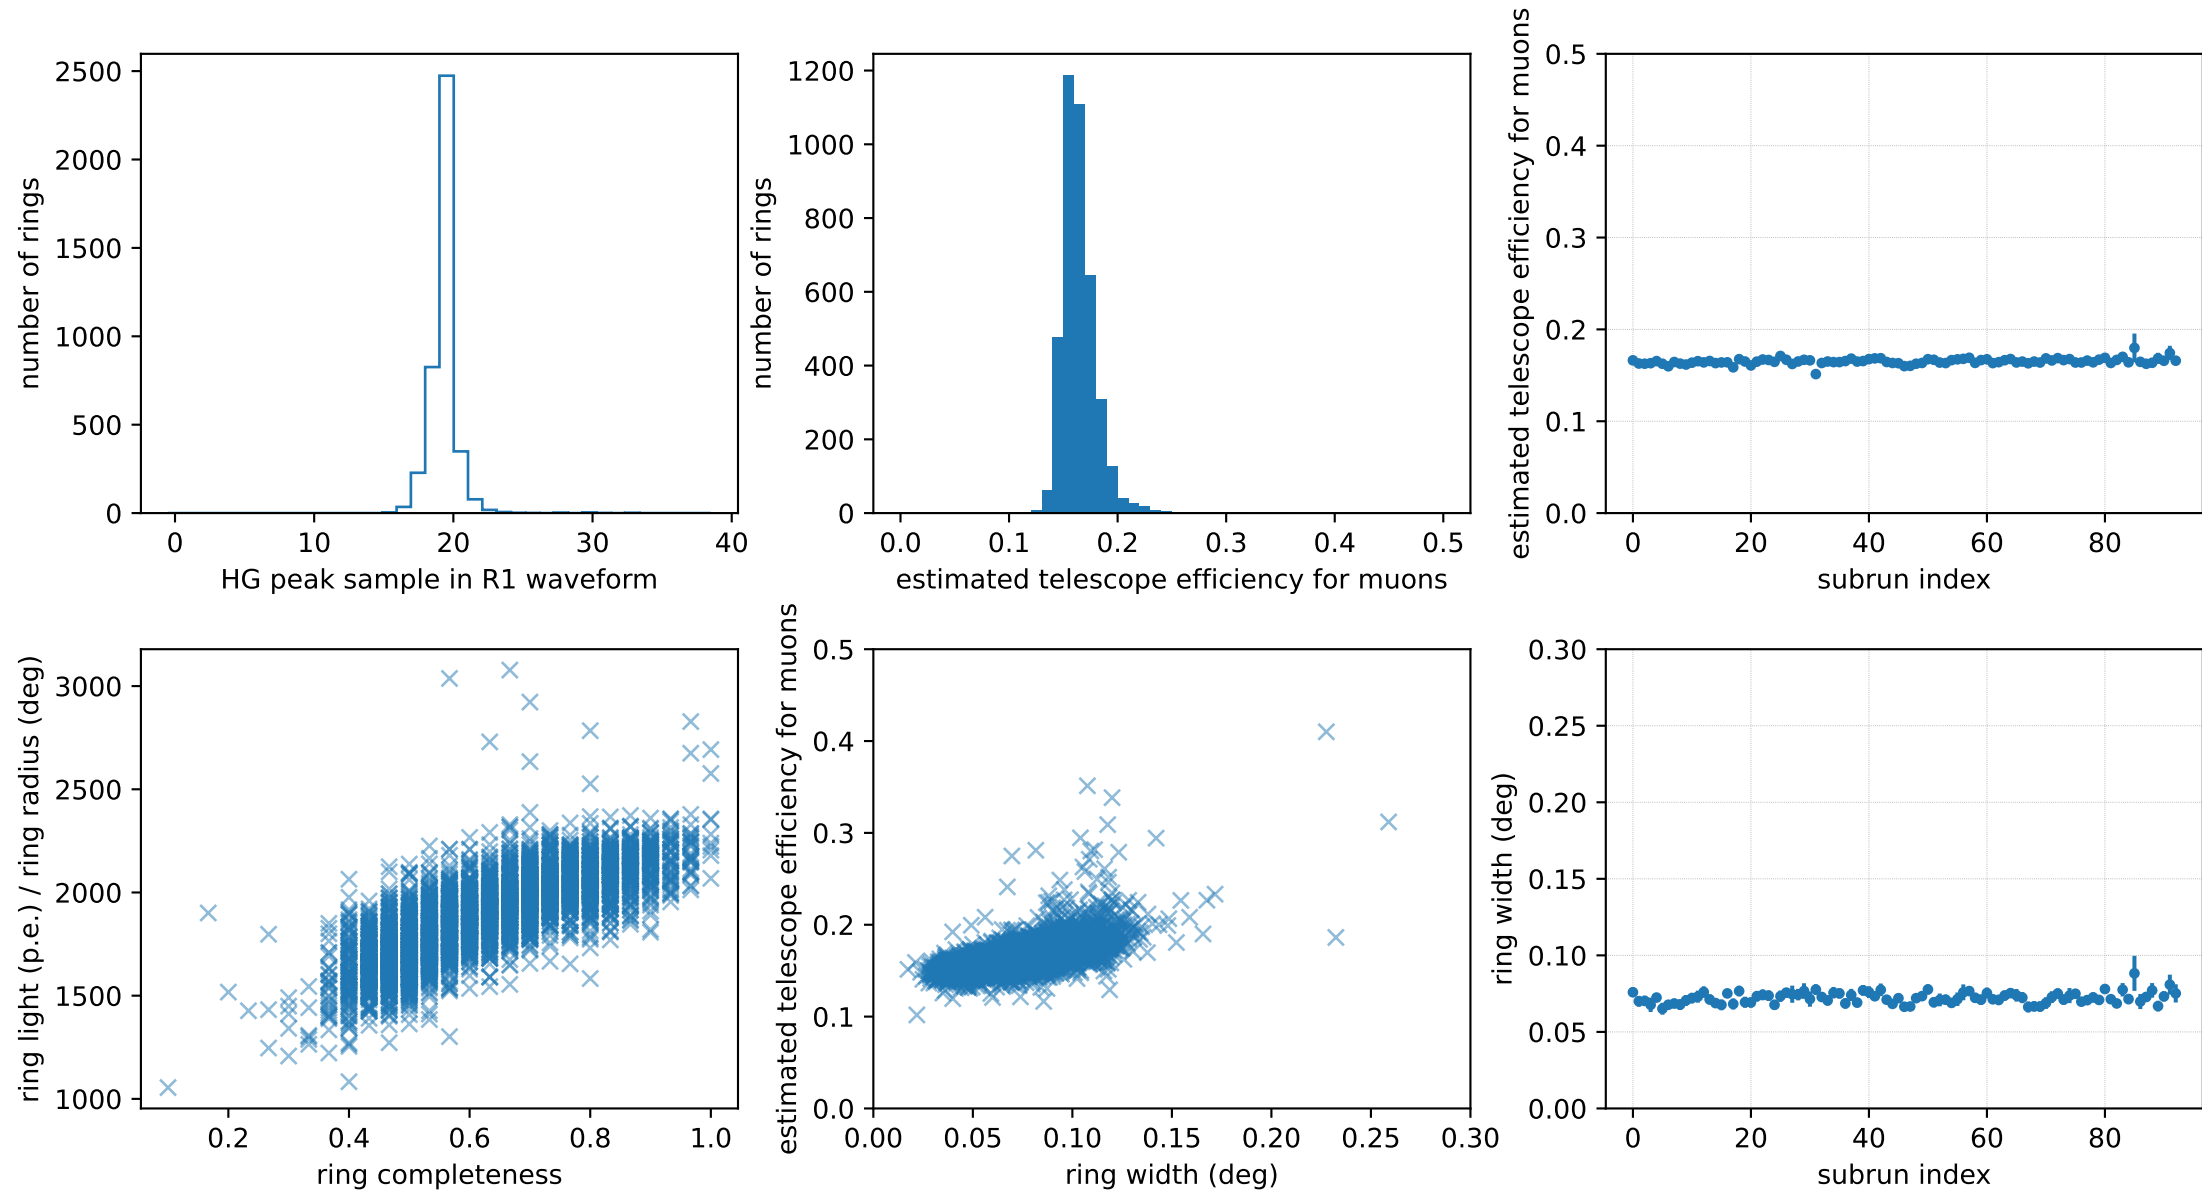 number of rings
2500
2000
1500
1000
500
0
0 10 20 30 40
HG peak sample in R1 waveform
number of rings
1200
1000
800
600
400
200
0
0.0 0.1 0.2 0.3 0.4 0.5
estimated telescope efficiency for muons
estimated telescope efficiency for muons
0.5
0.4
0.3
0.2
0.1
0.0
0 20 40 60 80
subrun index
ring light (p.e.) / ring radius (deg)
3000
2500
2000
1500
1000
0.2 0.4 0.6 0.8 1.0
ring completeness
estimated telescope efficiency for muons
0.5
0.4
0.3
0.2
0.1
0.0
0.00 0.05 0.10 0.15 0.20 0.25 0.30
ring width (deg)
ring width (deg)
0.30
0.25
0.20
0.15
0.10
0.05
0.00
0 20 40 60 80
subrun index